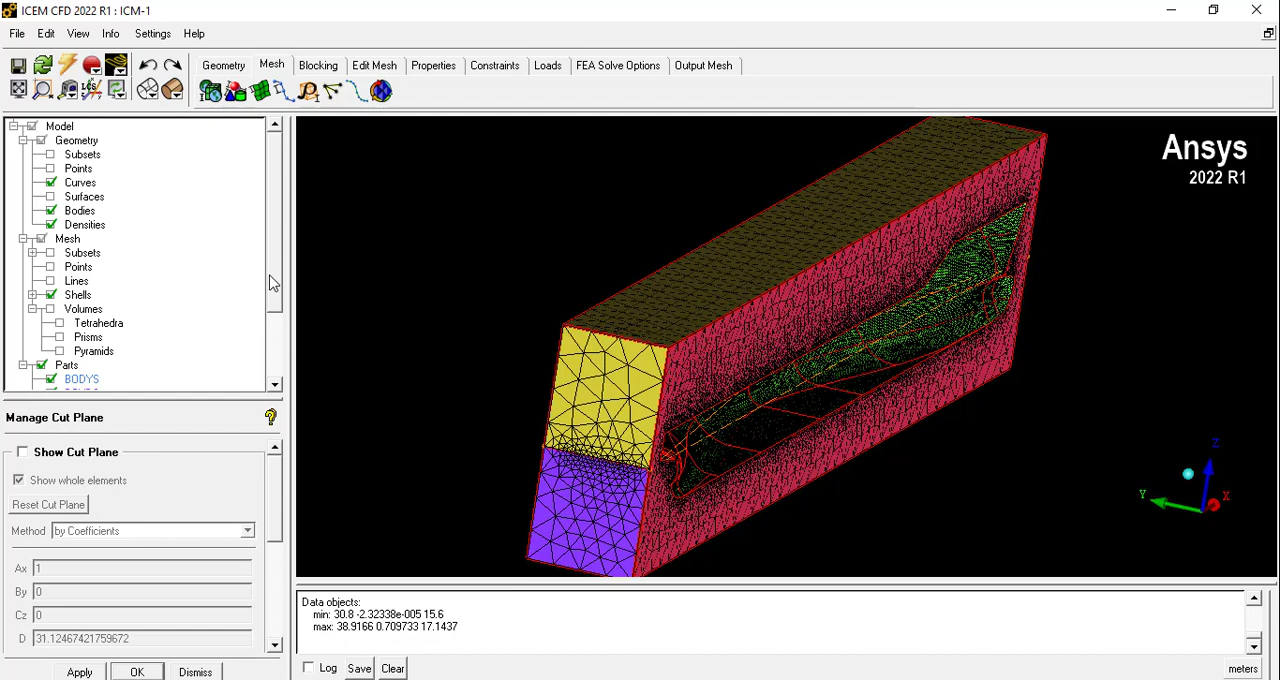 ICEM CFD 2022 R1 : ICM-1
File Edit View Info Settings Help
Geometry Mesh Blocking Edit Mesh Properties Constraints Loads FEA Solve Options Output Mesh
LCS
Model
Geometry
Subsets
Points
Curves
Surfaces
Bodies
Densities
Mesh
Subsets
Points
Lines
Shells
Volumes
Tetrahedra
Prisms
Pyramids
Parts
BODYS
Manage Cut Plane
Show Cut Plane
Show whole elements
Reset Cut Plane
Method by Coefficients
Ax 1
By 0
Cz 0
D 31.12467421759672
Apply OK Dismiss
Ansys
2022 R1
Z
Y X
Data objects:
min: 30.8 -2.32338e-005 15.6
max: 38.9166 0.709733 17.1437
Log Save Clear meters